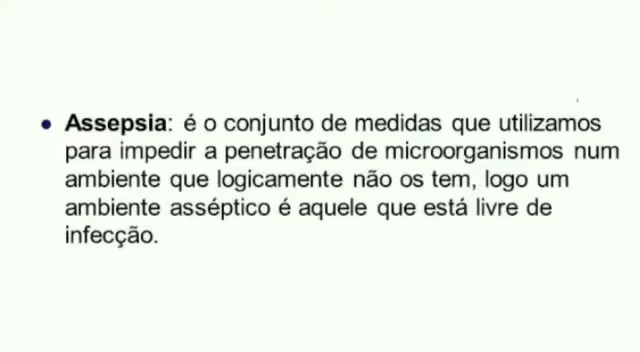 • Assepsia: é o conjunto de medidas que utilizamos
para impedir a penetração de microorganismos num
ambiente que logicamente não os tem, logo um
ambiente asséptico é aquele que está livre de
infecção.